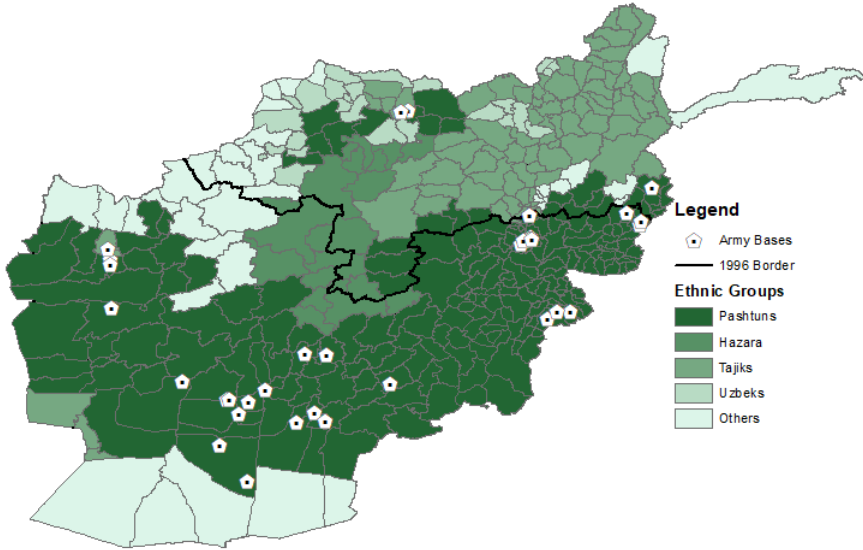 Legend
Army Bases
1996 Border
Ethnic Groups
Pashtuns
Hazara
Tajiks
Uzbeks
Others